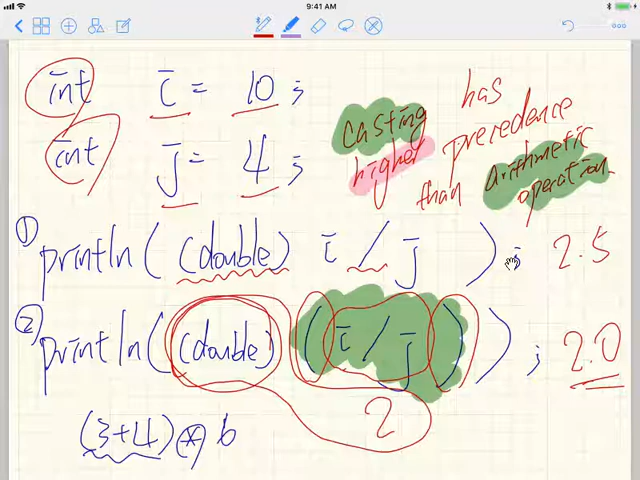 9:41 AM
int i = 10 ;
int j = 4 ;
casting has
higher precedence
than arithmetic
operation.
① println( (double) i / j ) ; 2.5
② println( (double) ( i / j ) ) ; 2.0
2
(3+4) * 6